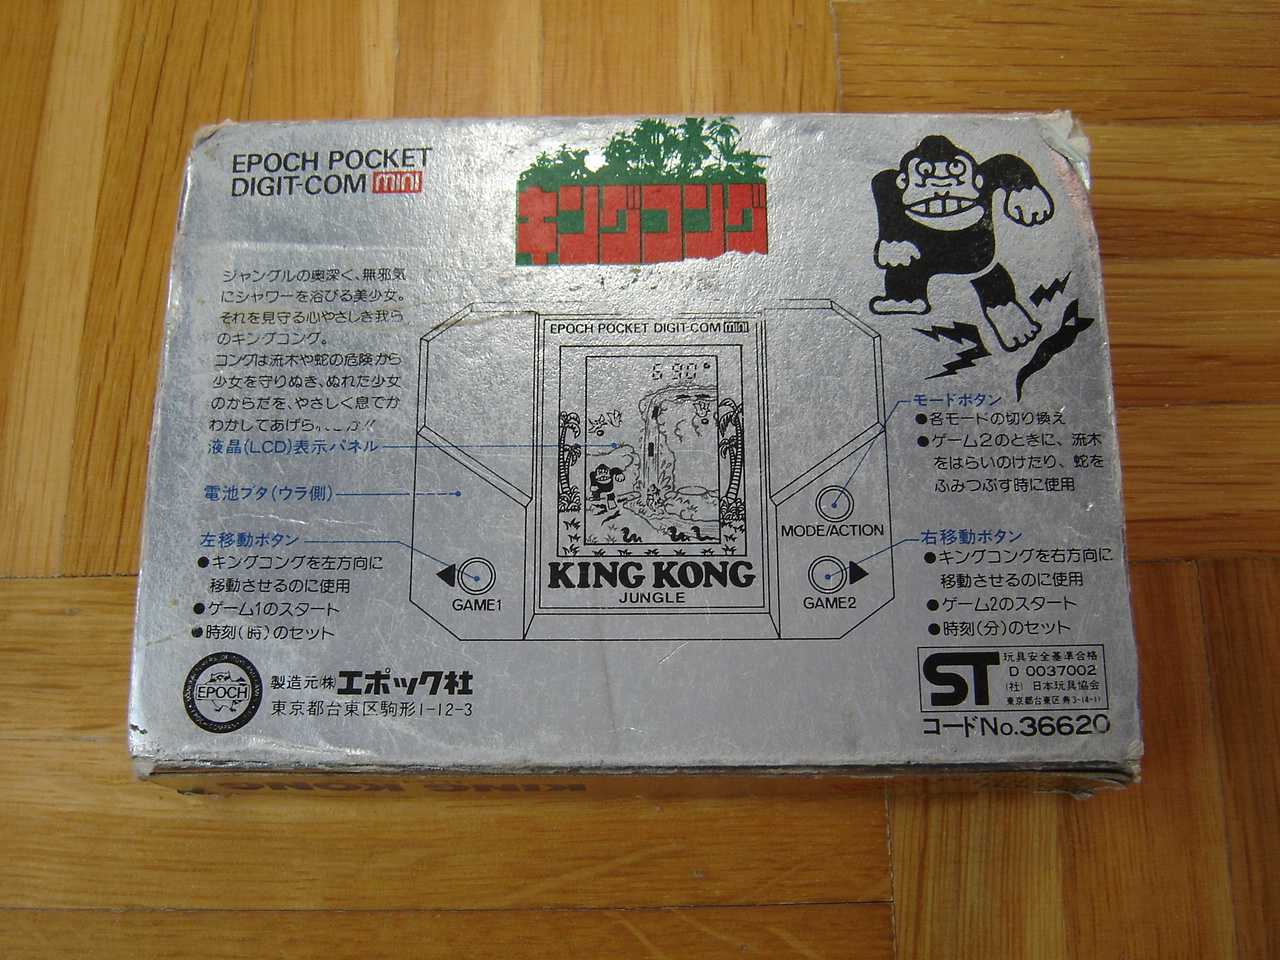 EPOCH POCKET
DIGIT-COM mini
キングコング
ジャングルの奥深く、無邪気
にシャワーを浴びる美少女。
それを見守る心やさしき我ら
のキングコング。
コングは流木や蛇の危険から
少女を守りぬき、ぬれた少女
のからだを、やさしく息でか
わかしてあげら
液晶(LCD)表示パネル
電池ブタ(ウラ側)
左移動ボタン
●キングコングを左方向に
移動させるのに使用
●ゲーム1のスタート
●時刻(時)のセット
EPOCH POCKET DIGIT-COM mini
690
KING KONG
JUNGLE
GAME1
MODE/ACTION
GAME2
モードボタン
●各モードの切り換え
●ゲーム2のときに、流木
をはらいのけたり、蛇を
ふみつぶす時に使用
右移動ボタン
●キングコングを右方向に
移動させるのに使用
●ゲーム2のスタート
●時刻(分)のセット
EPOCH
製造元㈱エポック社
東京都台東区駒形1-12-3
ST
玩具安全基準合格
D 0037002
(社) 日本玩具協会
東京都台東区寿3-14-11
コードNo.36620
KING KONG